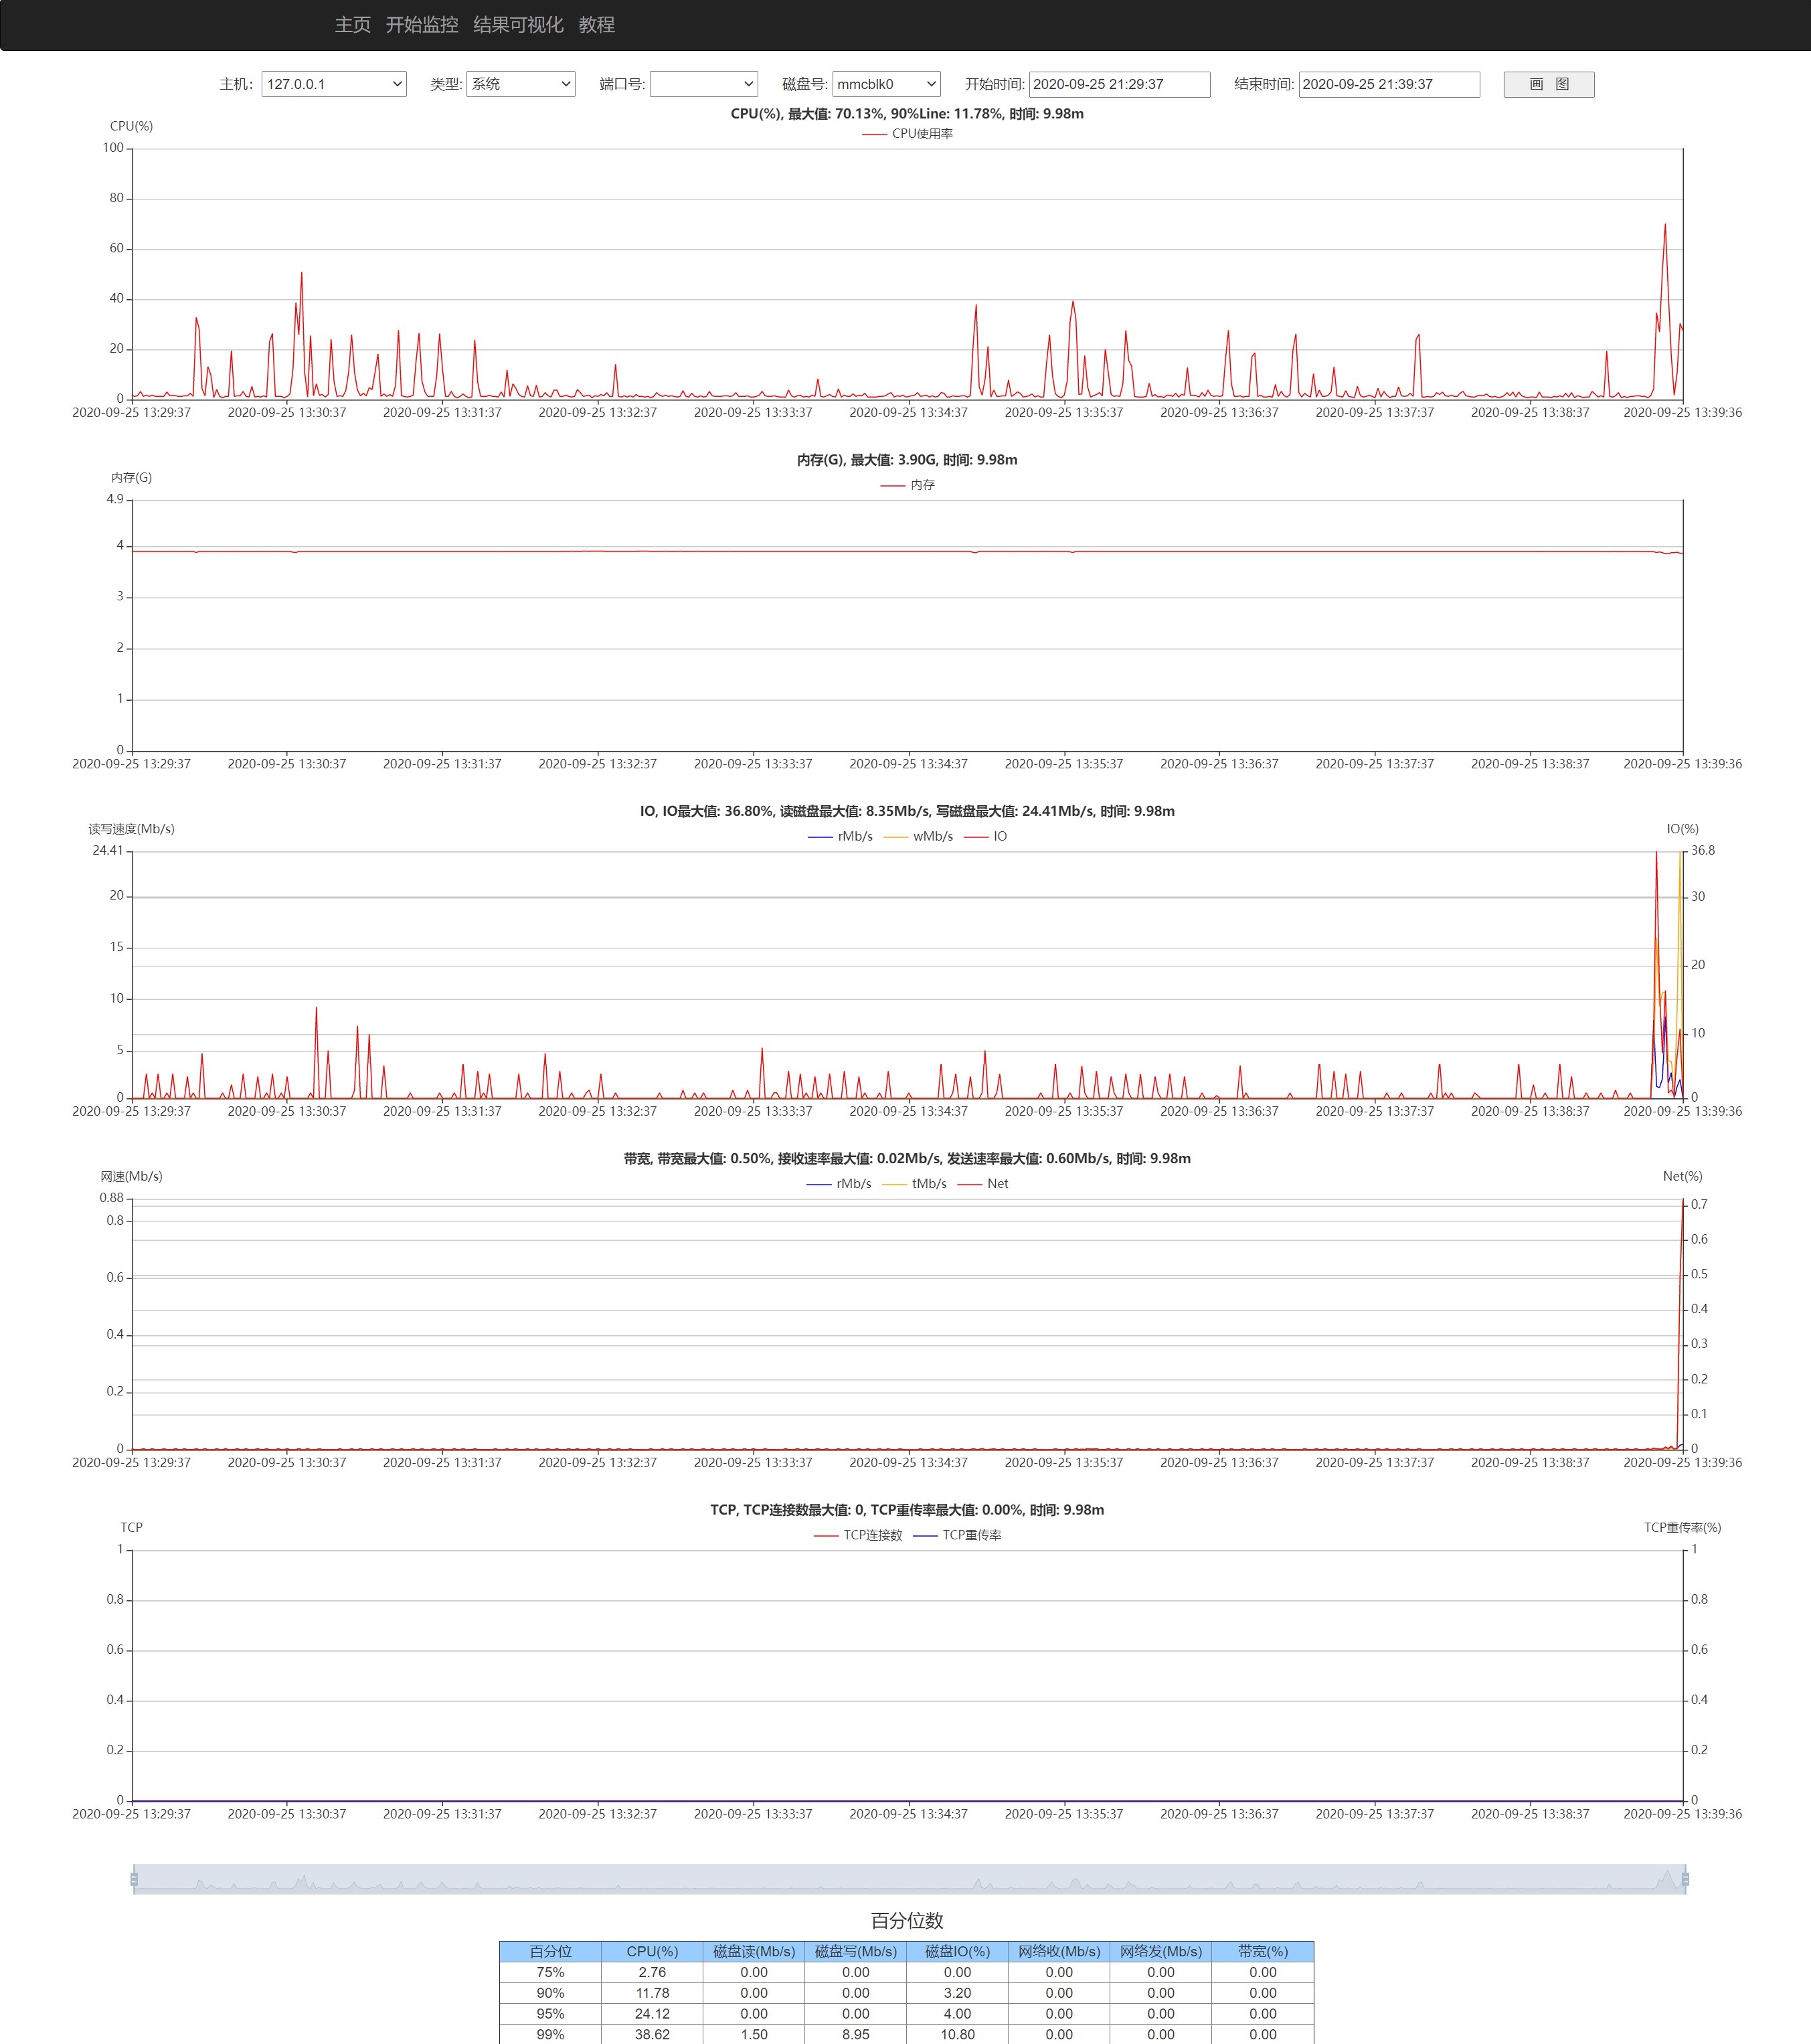 主页 开始监控 结果可视化 教程
主机： 127.0.0.1 类型: 系统 端口号: 磁盘号: mmcblk0 开始时间: 2020-09-25 21:29:37 结束时间: 2020-09-25 21:39:37 画 图
CPU(%), 最大值: 70.13%, 90%Line: 11.78%, 时间: 9.98m
CPU(%)
CPU使用率
100
80
60
40
20
0
2020-09-25 13:29:37 2020-09-25 13:30:37 2020-09-25 13:31:37 2020-09-25 13:32:37 2020-09-25 13:33:37 2020-09-25 13:34:37 2020-09-25 13:35:37 2020-09-25 13:36:37 2020-09-25 13:37:37 2020-09-25 13:38:37 2020-09-25 13:39:36
内存(G), 最大值: 3.90G, 时间: 9.98m
内存(G)
内存
4.9
4
3
2
1
0
2020-09-25 13:29:37 2020-09-25 13:30:37 2020-09-25 13:31:37 2020-09-25 13:32:37 2020-09-25 13:33:37 2020-09-25 13:34:37 2020-09-25 13:35:37 2020-09-25 13:36:37 2020-09-25 13:37:37 2020-09-25 13:38:37 2020-09-25 13:39:36
IO, IO最大值: 36.80%, 读磁盘最大值: 8.35Mb/s, 写磁盘最大值: 24.41Mb/s, 时间: 9.98m
读写速度(Mb/s) IO(%)
rMb/s wMb/s IO
24.41 36.8
20 30
15 20
10 10
5
0 0
2020-09-25 13:29:37 2020-09-25 13:30:37 2020-09-25 13:31:37 2020-09-25 13:32:37 2020-09-25 13:33:37 2020-09-25 13:34:37 2020-09-25 13:35:37 2020-09-25 13:36:37 2020-09-25 13:37:37 2020-09-25 13:38:37 2020-09-25 13:39:36
带宽, 带宽最大值: 0.50%, 接收速率最大值: 0.02Mb/s, 发送速率最大值: 0.60Mb/s, 时间: 9.98m
网速(Mb/s) Net(%)
rMb/s tMb/s Net
0.88 0.7
0.8 0.6
0.6 0.5
0.4 0.4
0.3
0.2 0.2
0.1
0 0
2020-09-25 13:29:37 2020-09-25 13:30:37 2020-09-25 13:31:37 2020-09-25 13:32:37 2020-09-25 13:33:37 2020-09-25 13:34:37 2020-09-25 13:35:37 2020-09-25 13:36:37 2020-09-25 13:37:37 2020-09-25 13:38:37 2020-09-25 13:39:36
TCP, TCP连接数最大值: 0, TCP重传率最大值: 0.00%, 时间: 9.98m
TCP TCP重传率(%)
TCP连接数 TCP重传率
1 1
0.8 0.8
0.6 0.6
0.4 0.4
0.2 0.2
0 0
2020-09-25 13:29:37 2020-09-25 13:30:37 2020-09-25 13:31:37 2020-09-25 13:32:37 2020-09-25 13:33:37 2020-09-25 13:34:37 2020-09-25 13:35:37 2020-09-25 13:36:37 2020-09-25 13:37:37 2020-09-25 13:38:37 2020-09-25 13:39:36
百分位数
百分位 CPU(%) 磁盘读(Mb/s) 磁盘写(Mb/s) 磁盘IO(%) 网络收(Mb/s) 网络发(Mb/s) 带宽(%)
75% 2.76 0.00 0.00 0.00 0.00 0.00 0.00
90% 11.78 0.00 0.00 3.20 0.00 0.00 0.00
95% 24.12 0.00 0.00 4.00 0.00 0.00 0.00
99% 38.62 1.50 8.95 10.80 0.00 0.00 0.00